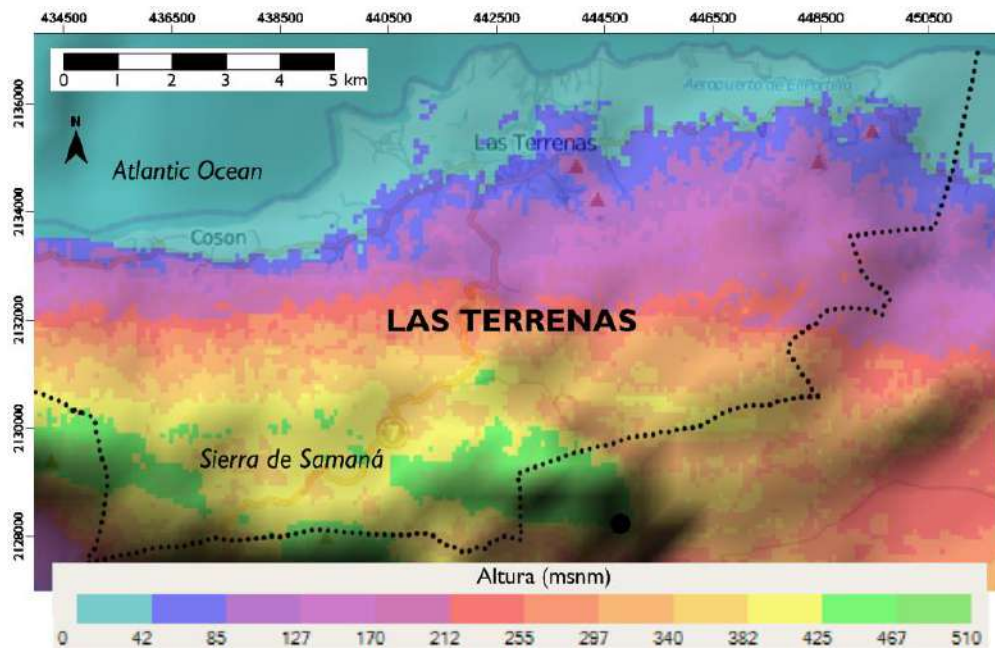 434500 436500 438500 440500 442500 444500 446500 448500 450500
0 1 2 3 4 5 km
2136000
Aeropuerto de El Portillo
N
Las Terrenas
Atlantic Ocean
2134000
Coson
2132000
LAS TERRENAS
2130000
Sierra de Samaná
2128000
Altura (msnm)
0 42 85 127 170 212 255 297 340 382 425 467 510